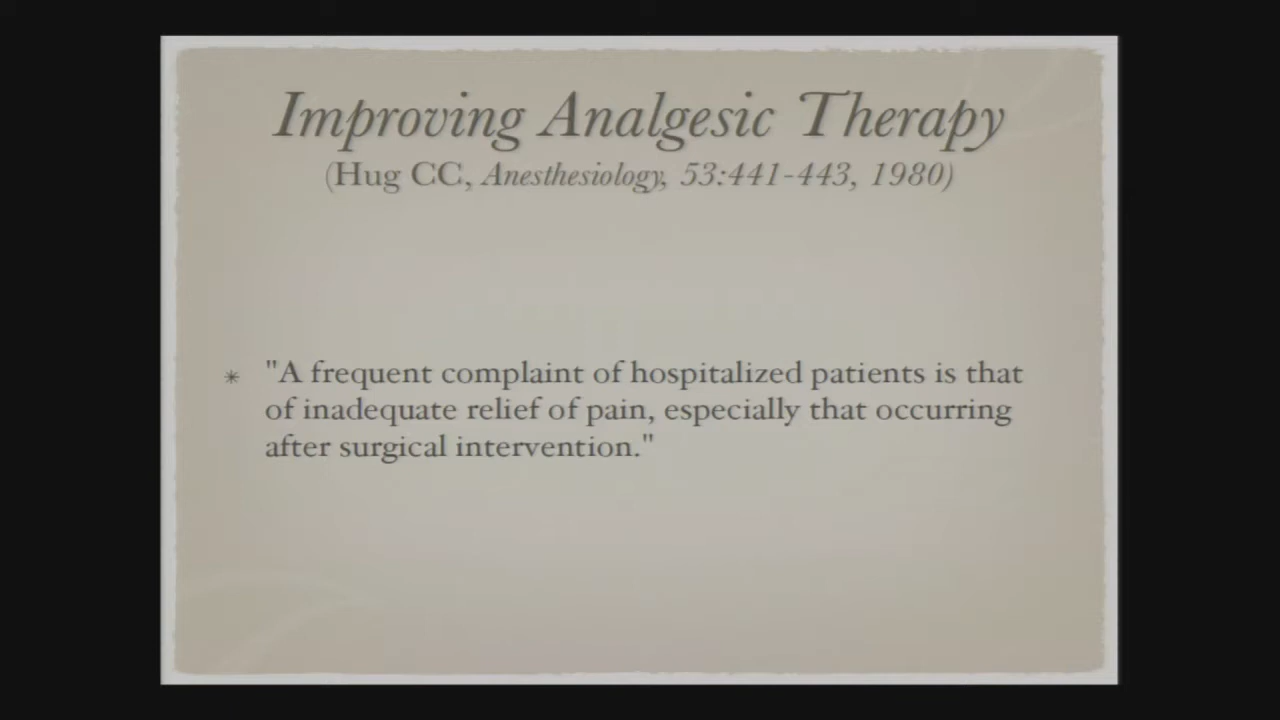 Improving Analgesic Therapy
(Hug CC, Anesthesiology, 53:441-443, 1980)
* "A frequent complaint of hospitalized patients is that
of inadequate relief of pain, especially that occurring
after surgical intervention."